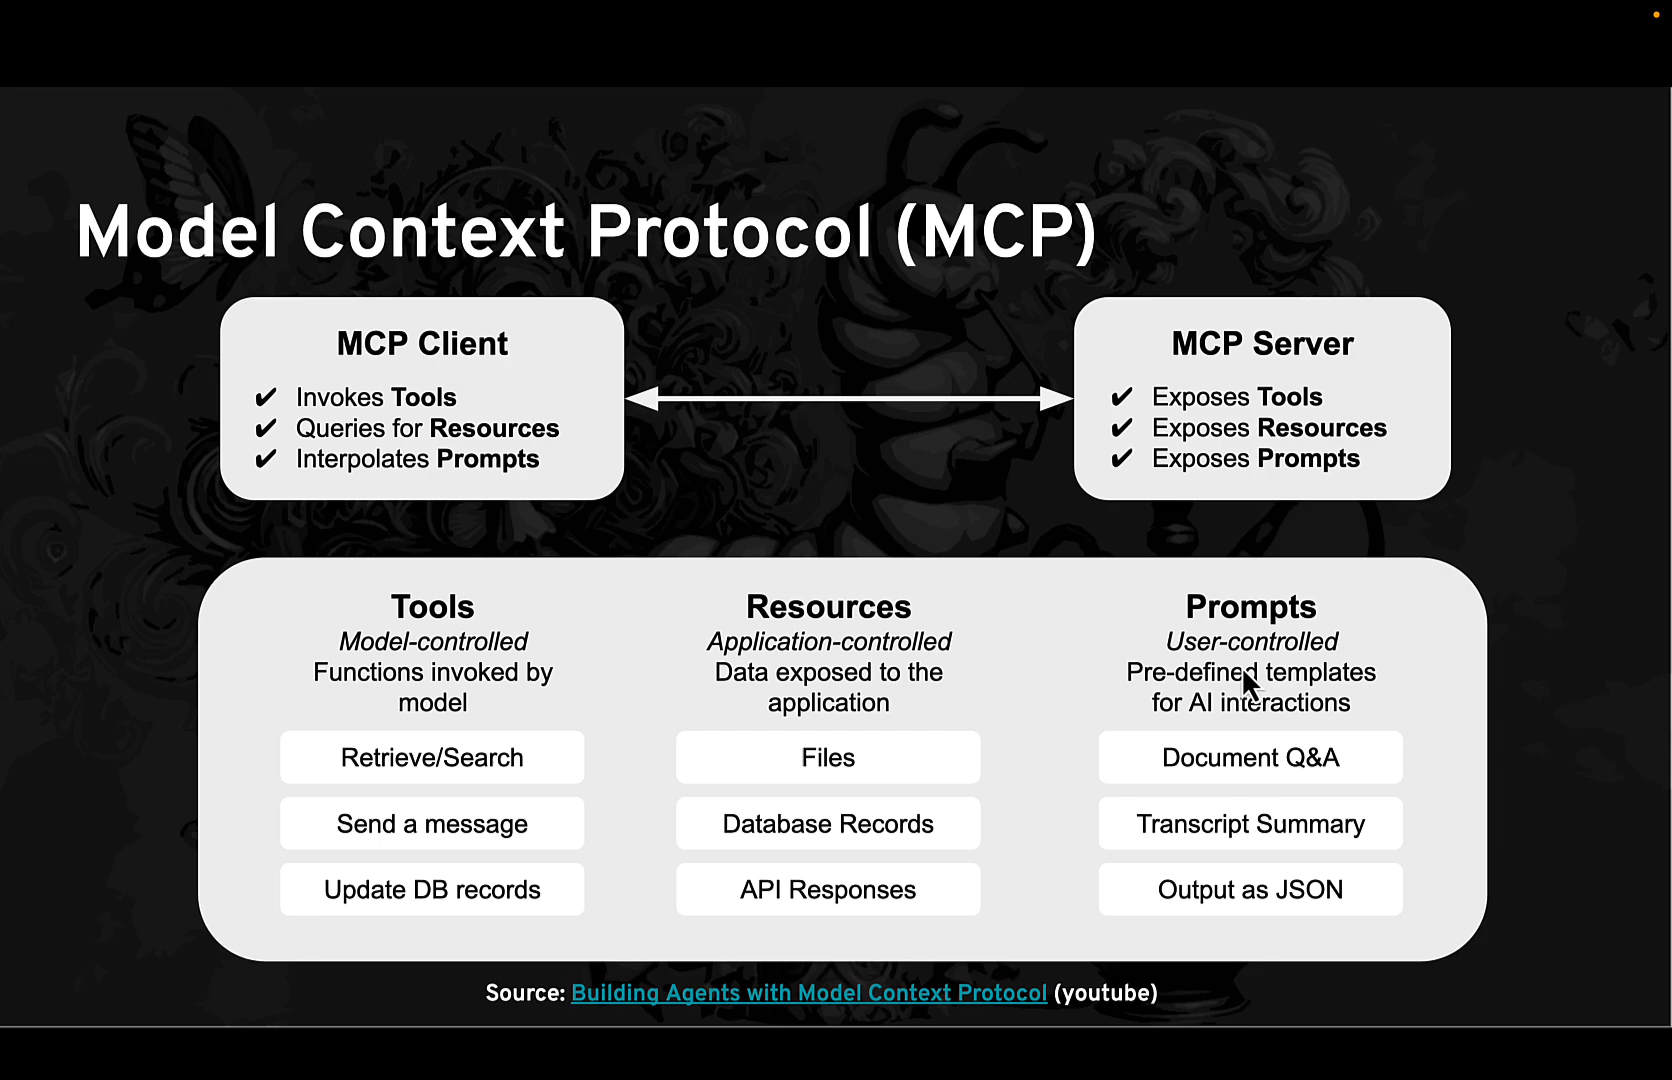 Model Context Protocol (MCP)
MCP Client
✔ Invokes Tools
✔ Queries for Resources
✔ Interpolates Prompts
MCP Server
✔ Exposes Tools
✔ Exposes Resources
✔ Exposes Prompts
Tools
Model-controlled
Functions invoked by
model
Retrieve/Search
Send a message
Update DB records
Resources
Application-controlled
Data exposed to the
application
Files
Database Records
API Responses
Prompts
User-controlled
Pre-defined templates
for AI interactions
Document Q&A
Transcript Summary
Output as JSON
Source: Building Agents with Model Context Protocol (youtube)